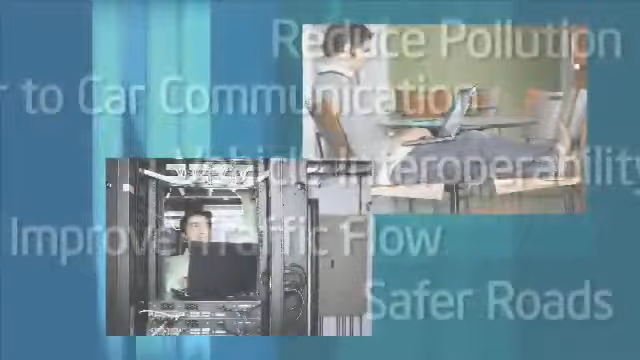 Reduce Pollution
r to Car Communication
Vehicle Interoperability
Improve Traffic Flow
Safer Roads